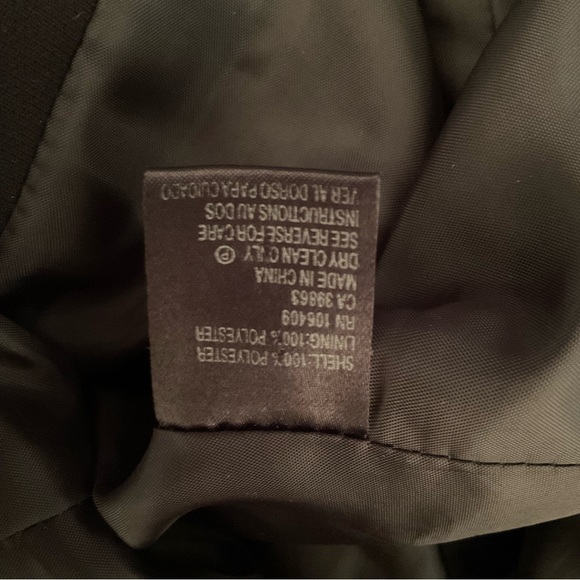 SHELL:100% POLYESTER
LINING:100% POLYESTER
RN 106409
CA 39863
MADE IN CHINA
DRY CLEAN ONLY Ⓟ
SEE REVERSE FOR CARE
INSTRUCTIONS AU DOS
VER AL DORSO PARA CUIDADO